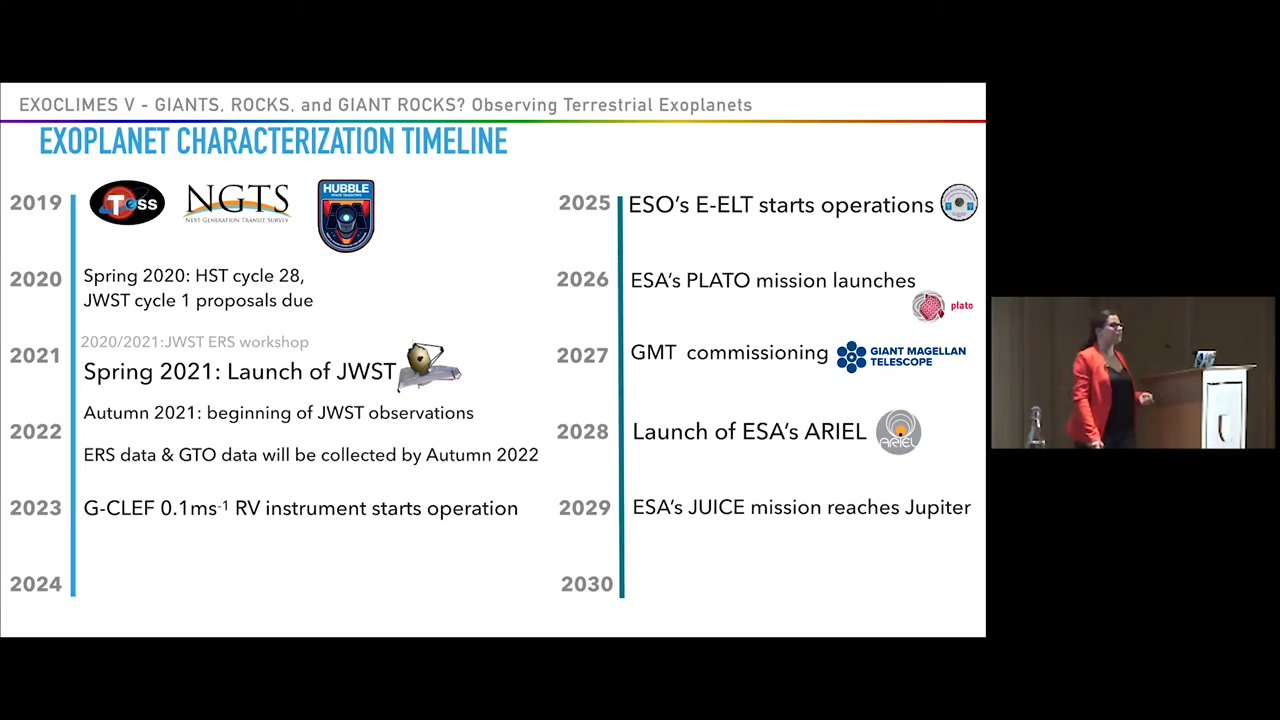 EXOCLIMES V - GIANTS, ROCKS, and GIANT ROCKS? Observing Terrestrial Exoplanets
EXOPLANET CHARACTERIZATION TIMELINE
2019
TESS
NGTS
NEXT GENERATION TRANSIT SURVEY
HUBBLE
SPACE TELESCOPE
2020
Spring 2020: HST cycle 28,
JWST cycle 1 proposals due
2020/2021:JWST ERS workshop
2021
Spring 2021: Launch of JWST
Autumn 2021: beginning of JWST observations
2022
ERS data & GTO data will be collected by Autumn 2022
2023
G-CLEF 0.1ms-1 RV instrument starts operation
2024
2025
ESO's E-ELT starts operations
2026
ESA's PLATO mission launches
plato
2027
GMT commissioning
GIANT MAGELLAN
TELESCOPE
2028
Launch of ESA's ARIEL
ARIEL
2029
ESA's JUICE mission reaches Jupiter
2030